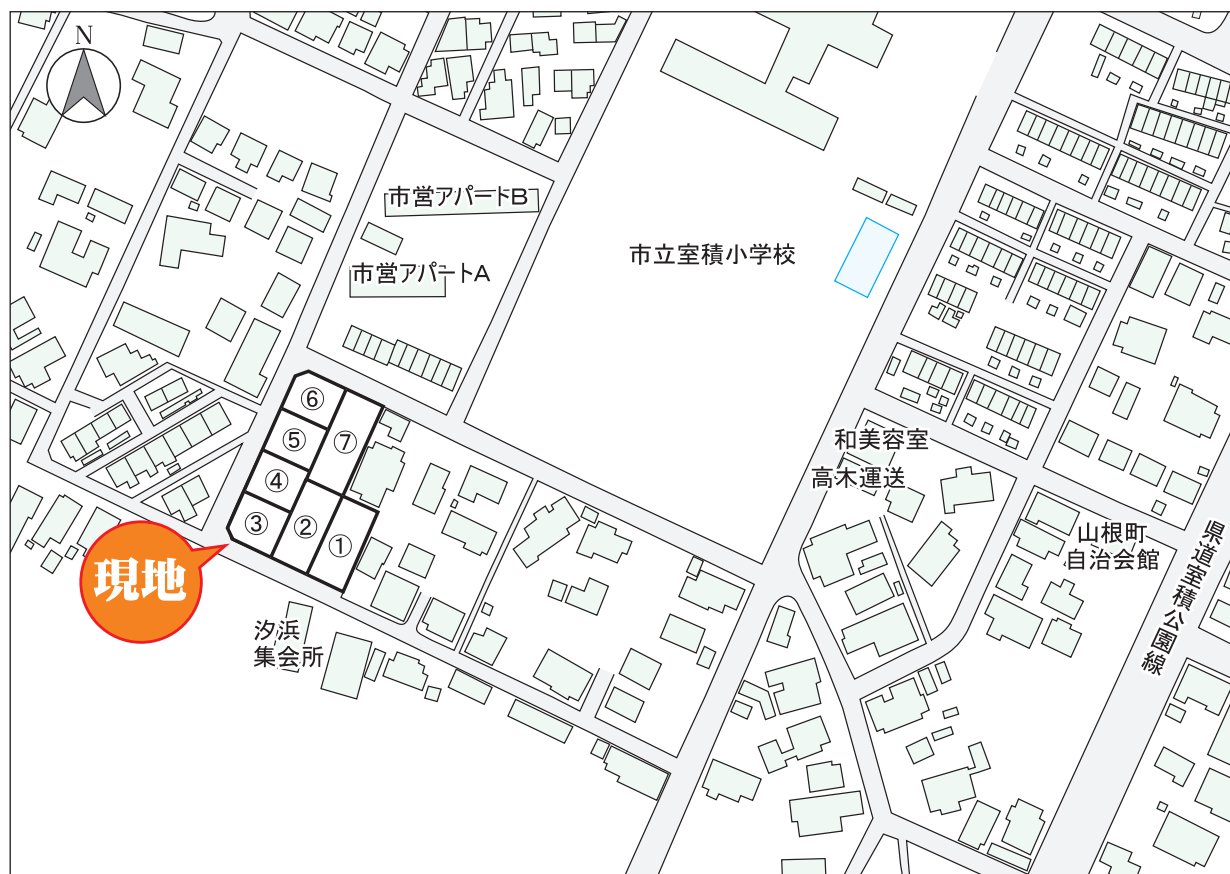 N
市営アパートB
市営アパートA
市立室積小学校
⑥
⑦
⑤
④
③
②
①
現地
汐浜
集会所
和美容室
高木運送
山根町
自治会館
県道室積公園線